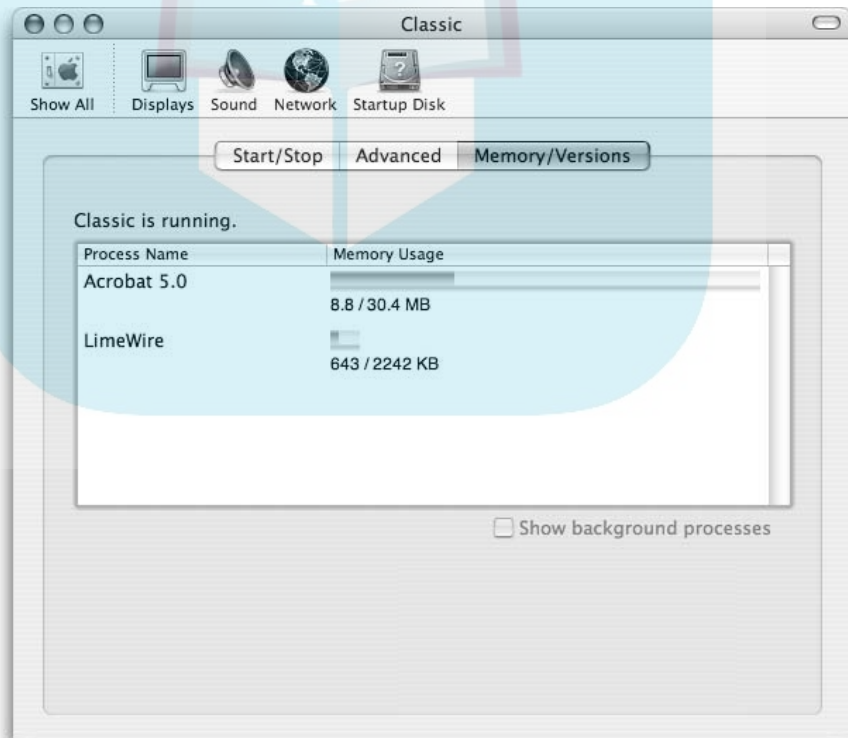 Classic
Show All Displays Sound Network Startup Disk
Start/Stop Advanced Memory/Versions
Classic is running.
Process Name Memory Usage
Acrobat 5.0
8.8 / 30.4 MB
LimeWire
643 / 2242 KB
Show background processes